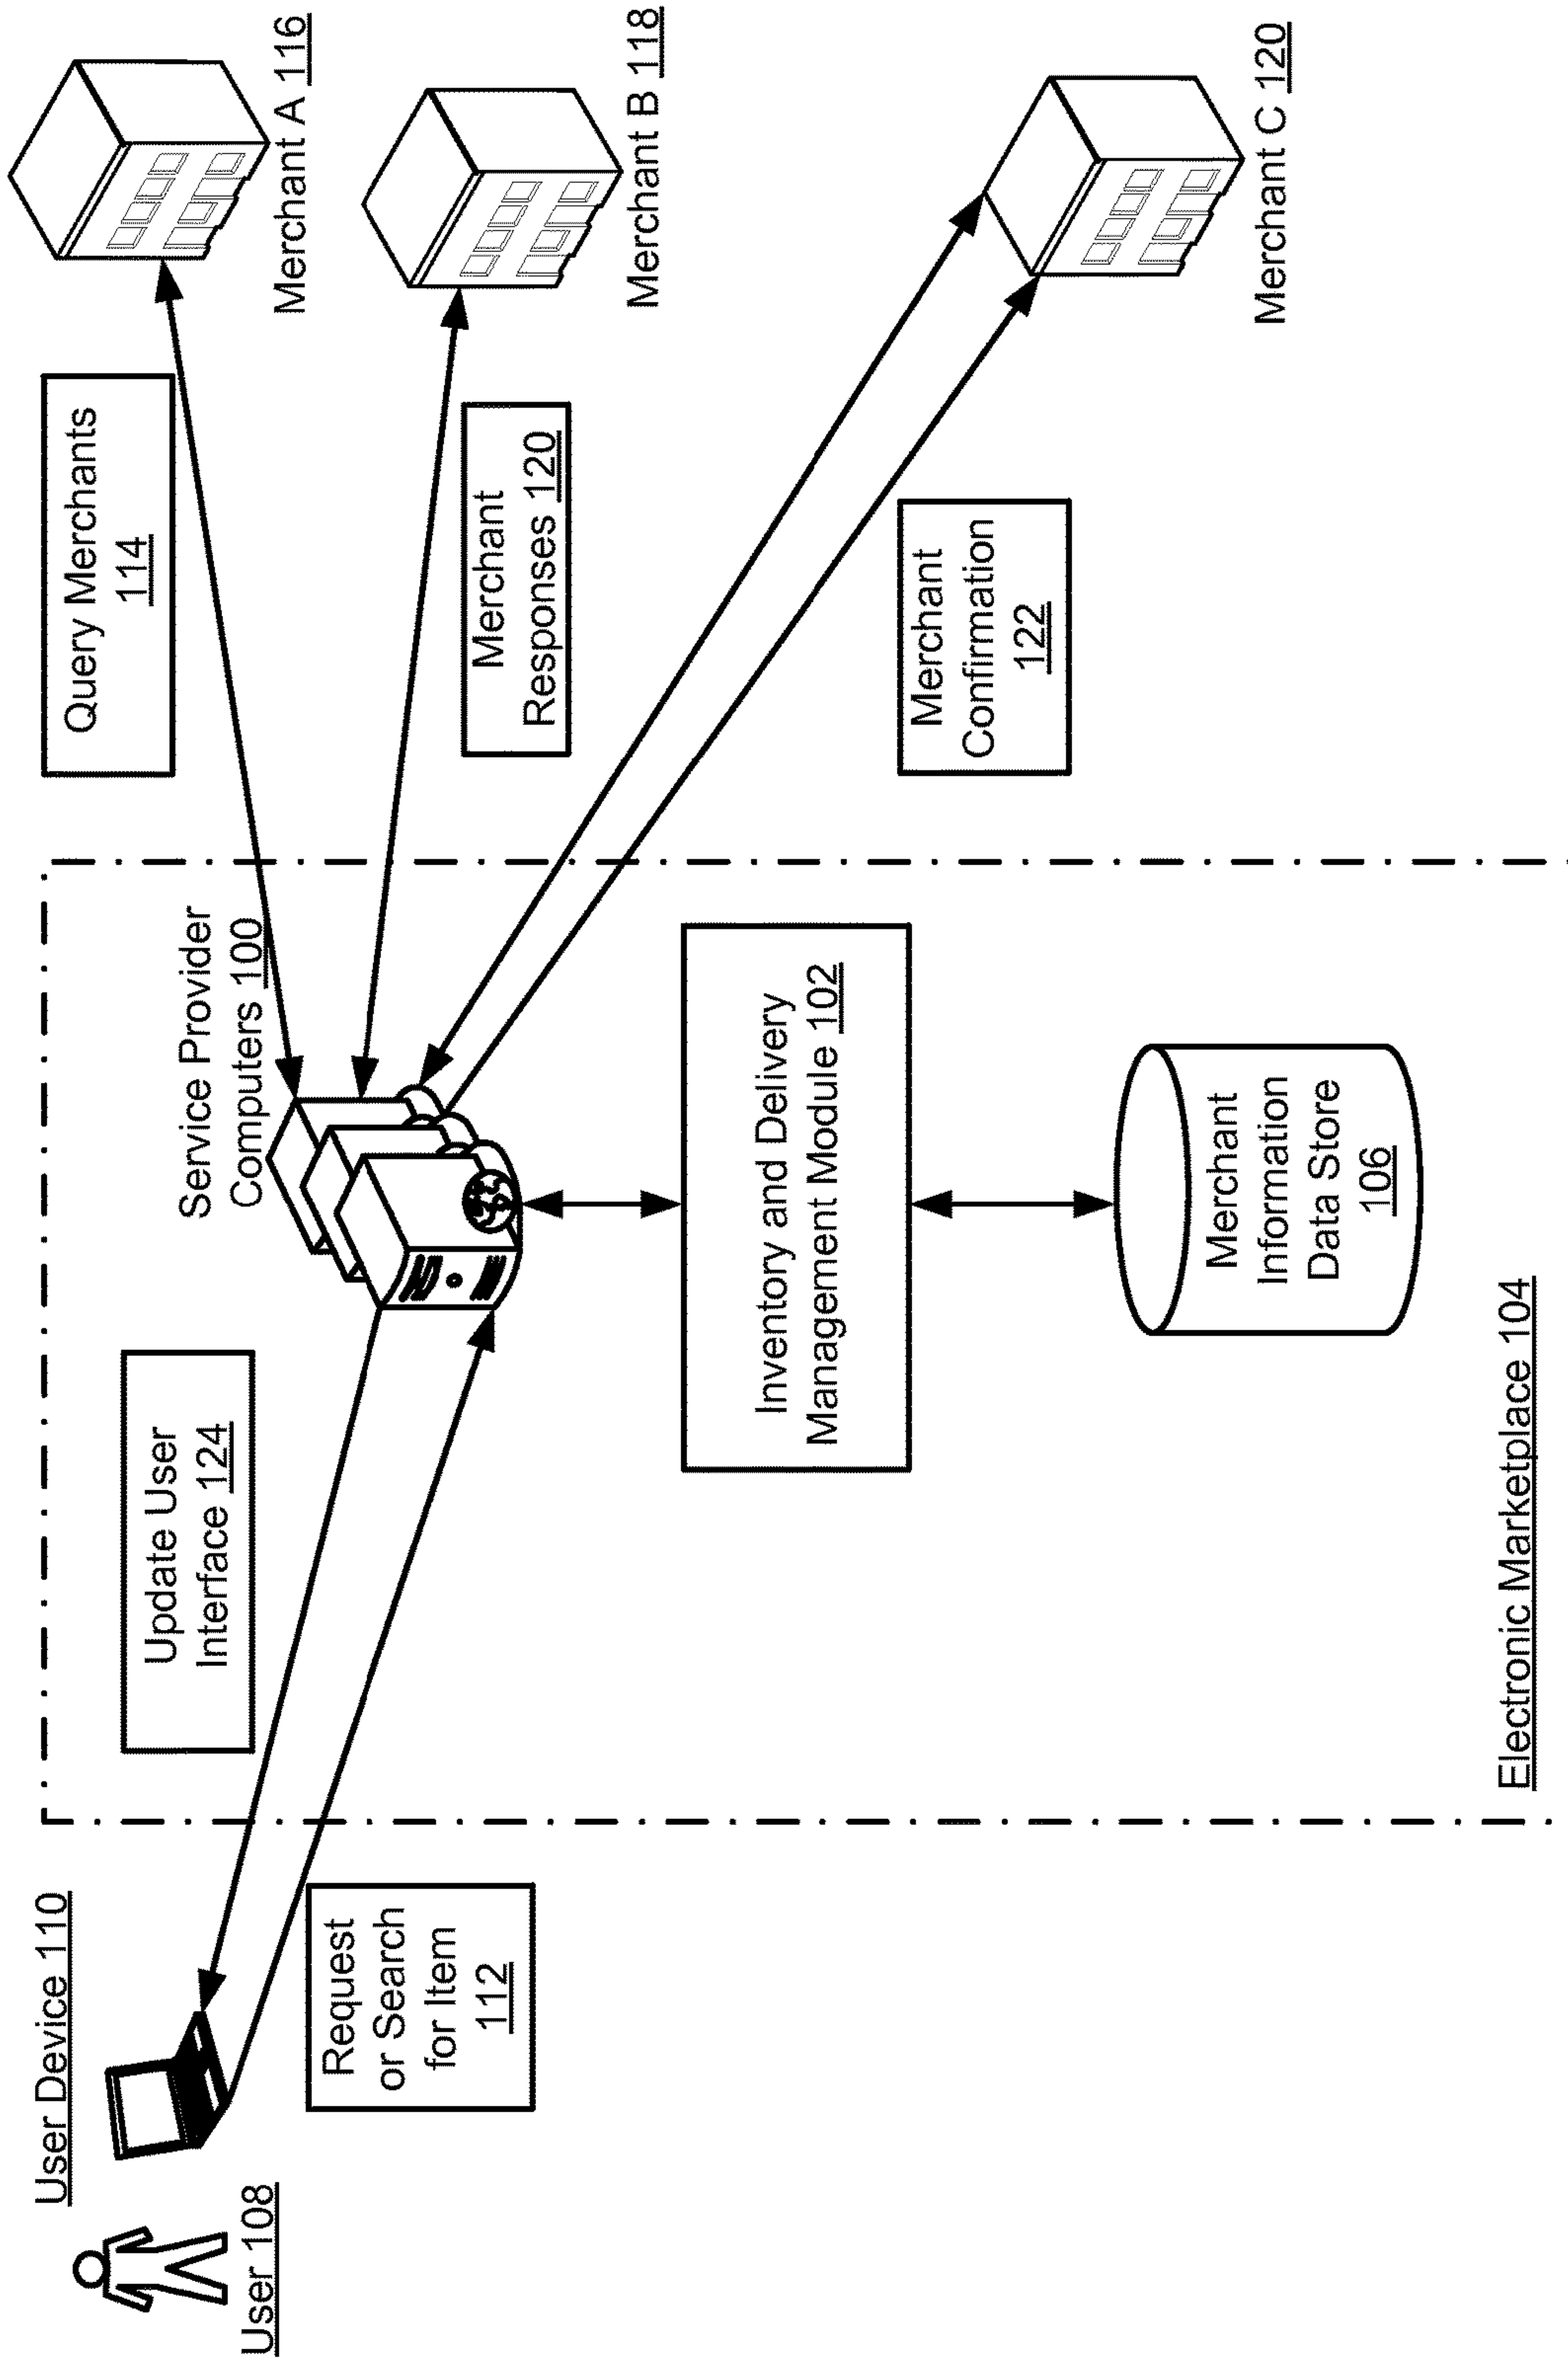 User Device 110
User 108
Request
or Search
for Item
112
Update User
Interface 124
Service Provider
Computers 100
Inventory and Delivery
Management Module 102
Merchant
Information
Data Store
106
Electronic Marketplace 104
Query Merchants
114
Merchant
Responses 120
Merchant
Confirmation
122
Merchant A 116
Merchant B 118
Merchant C 120